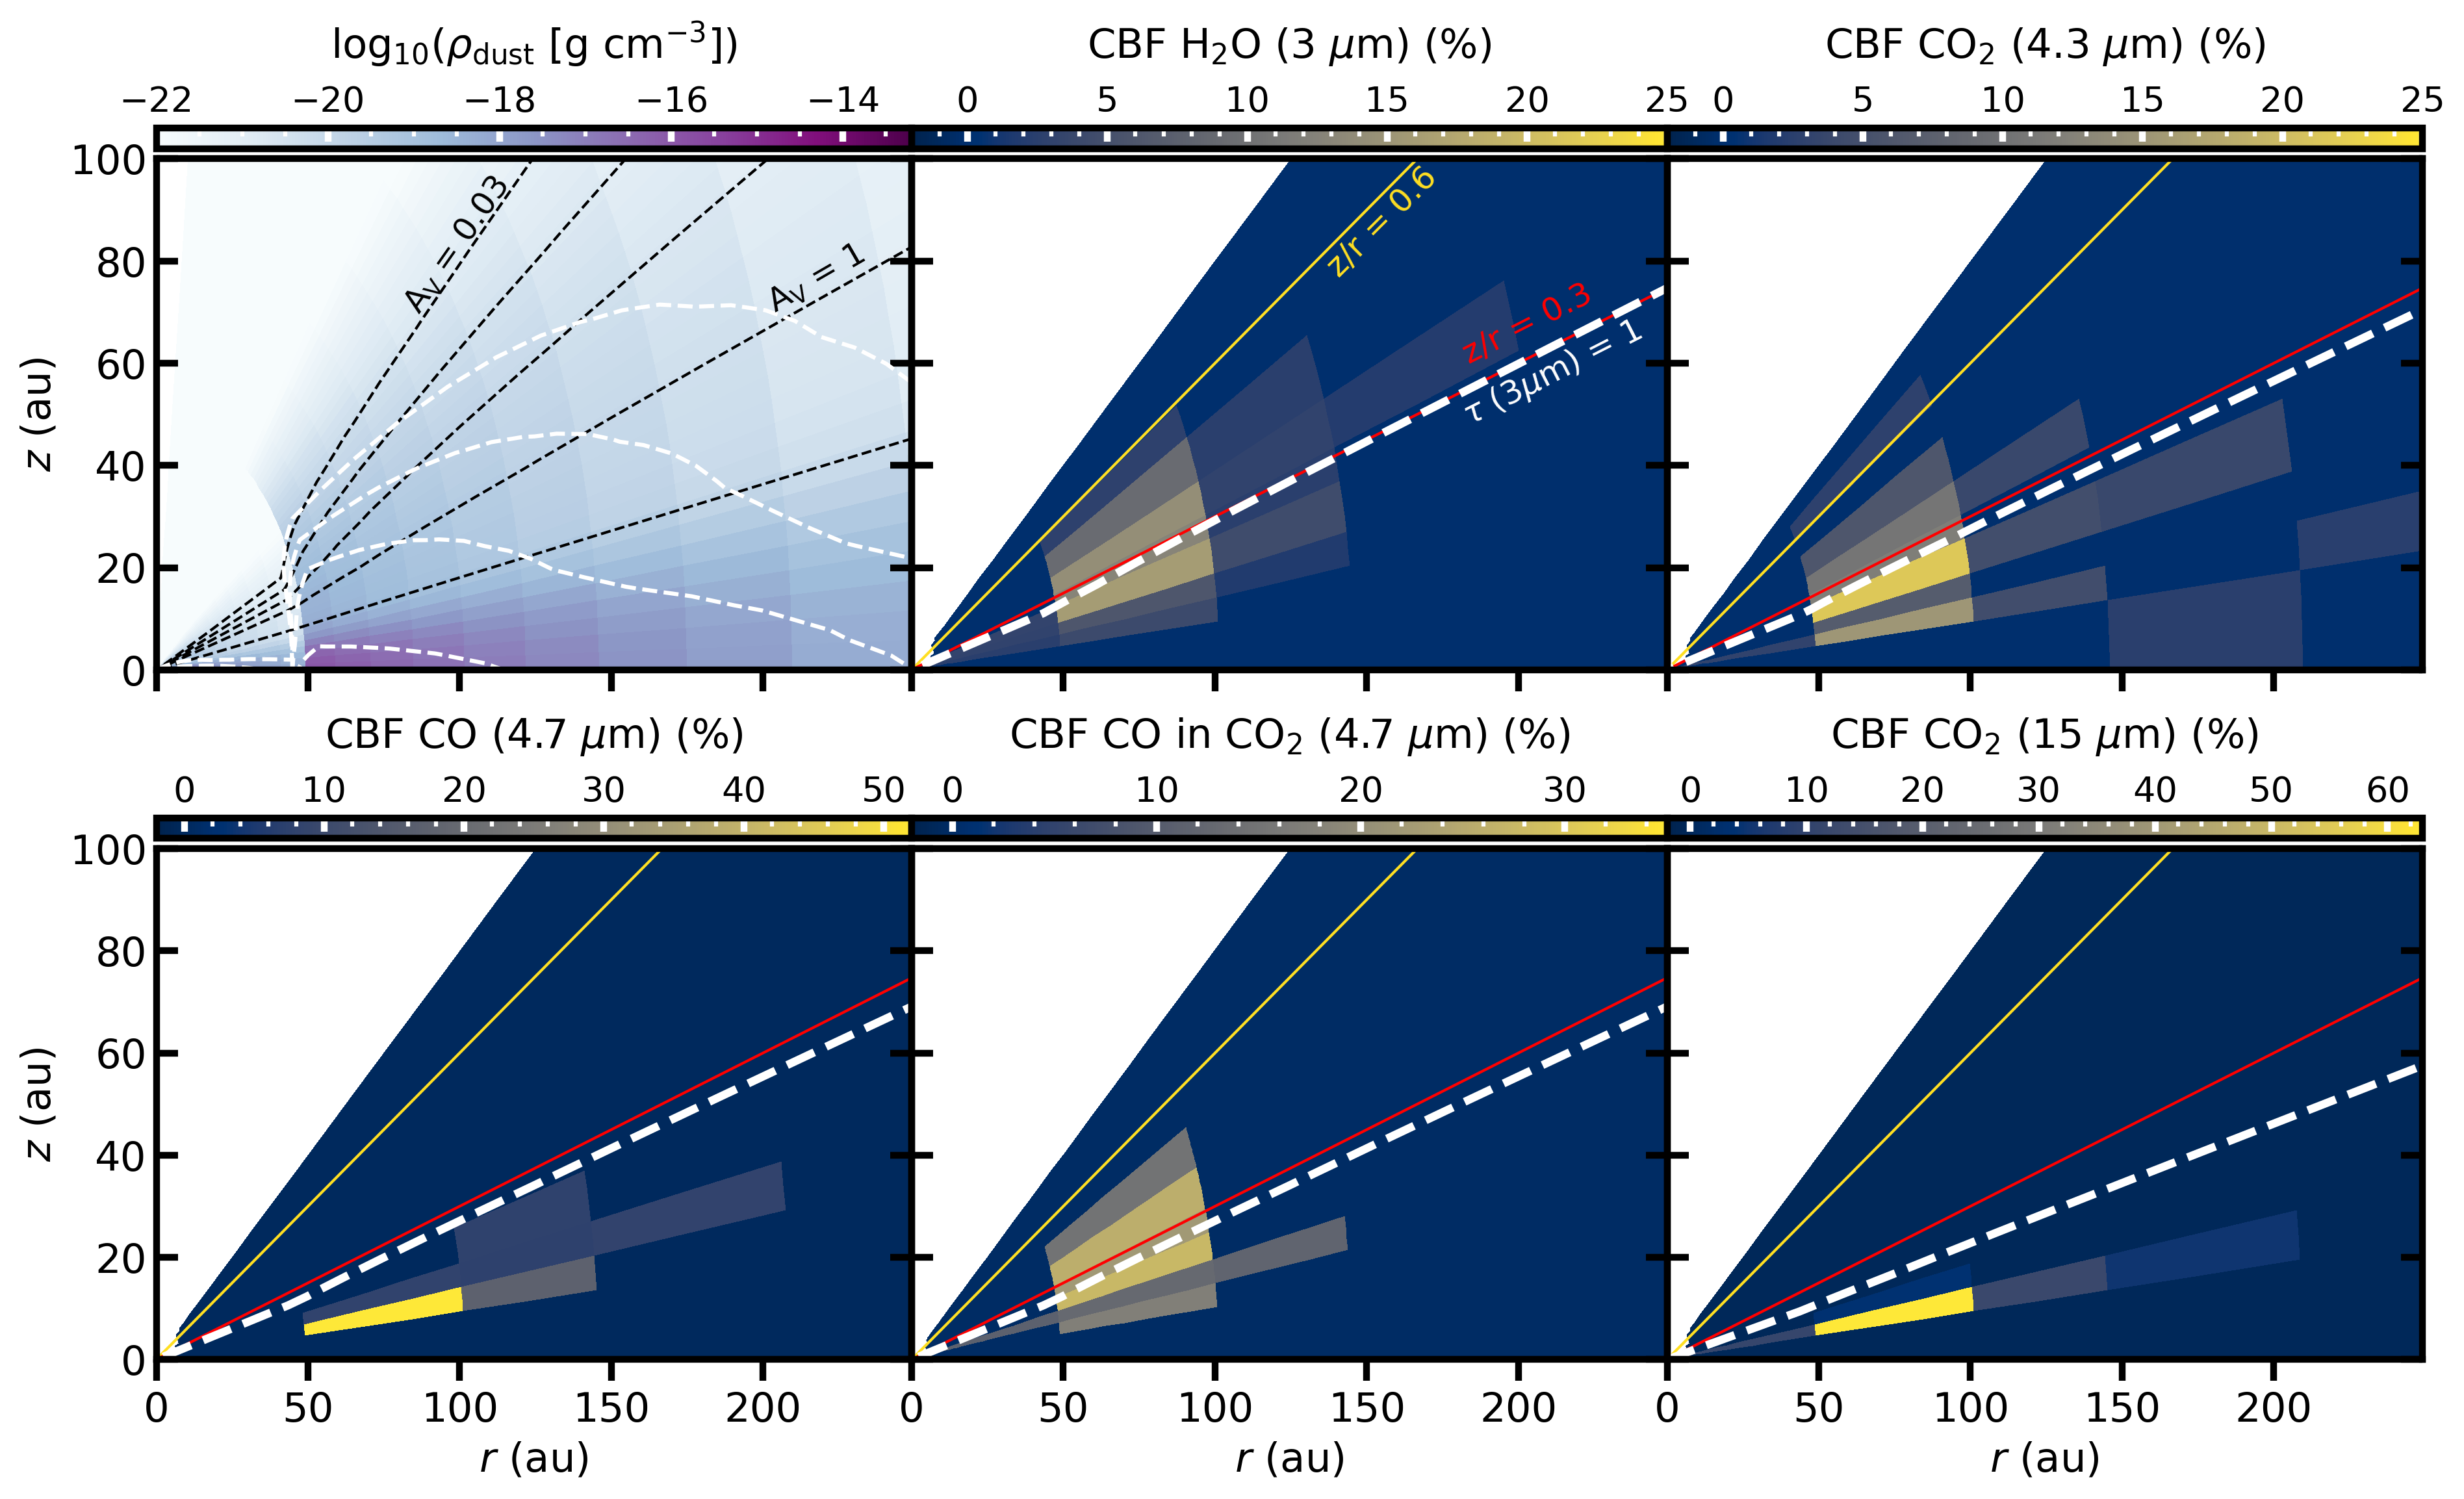 log₁₀(ρ_dust [g cm⁻³])
CBF H₂O (3 μm) (%)
CBF CO₂ (4.3 μm) (%)
−22 −20 −18 −16 −14
0 5 10 15 20 25
0 5 10 15 20 25
100
80
60
40
20
0
z (au)
A_V = 0.03
A_V = 1
z/r = 0.6
z/r = 0.3
τ (3μm) = 1
CBF CO (4.7 μm) (%)
CBF CO in CO₂ (4.7 μm) (%)
CBF CO₂ (15 μm) (%)
0 10 20 30 40 50
0 10 20 30
0 10 20 30 40 50 60
100
80
60
40
20
0
z (au)
0 50 100 150 200
0 50 100 150 200
0 50 100 150 200
r (au)
r (au)
r (au)